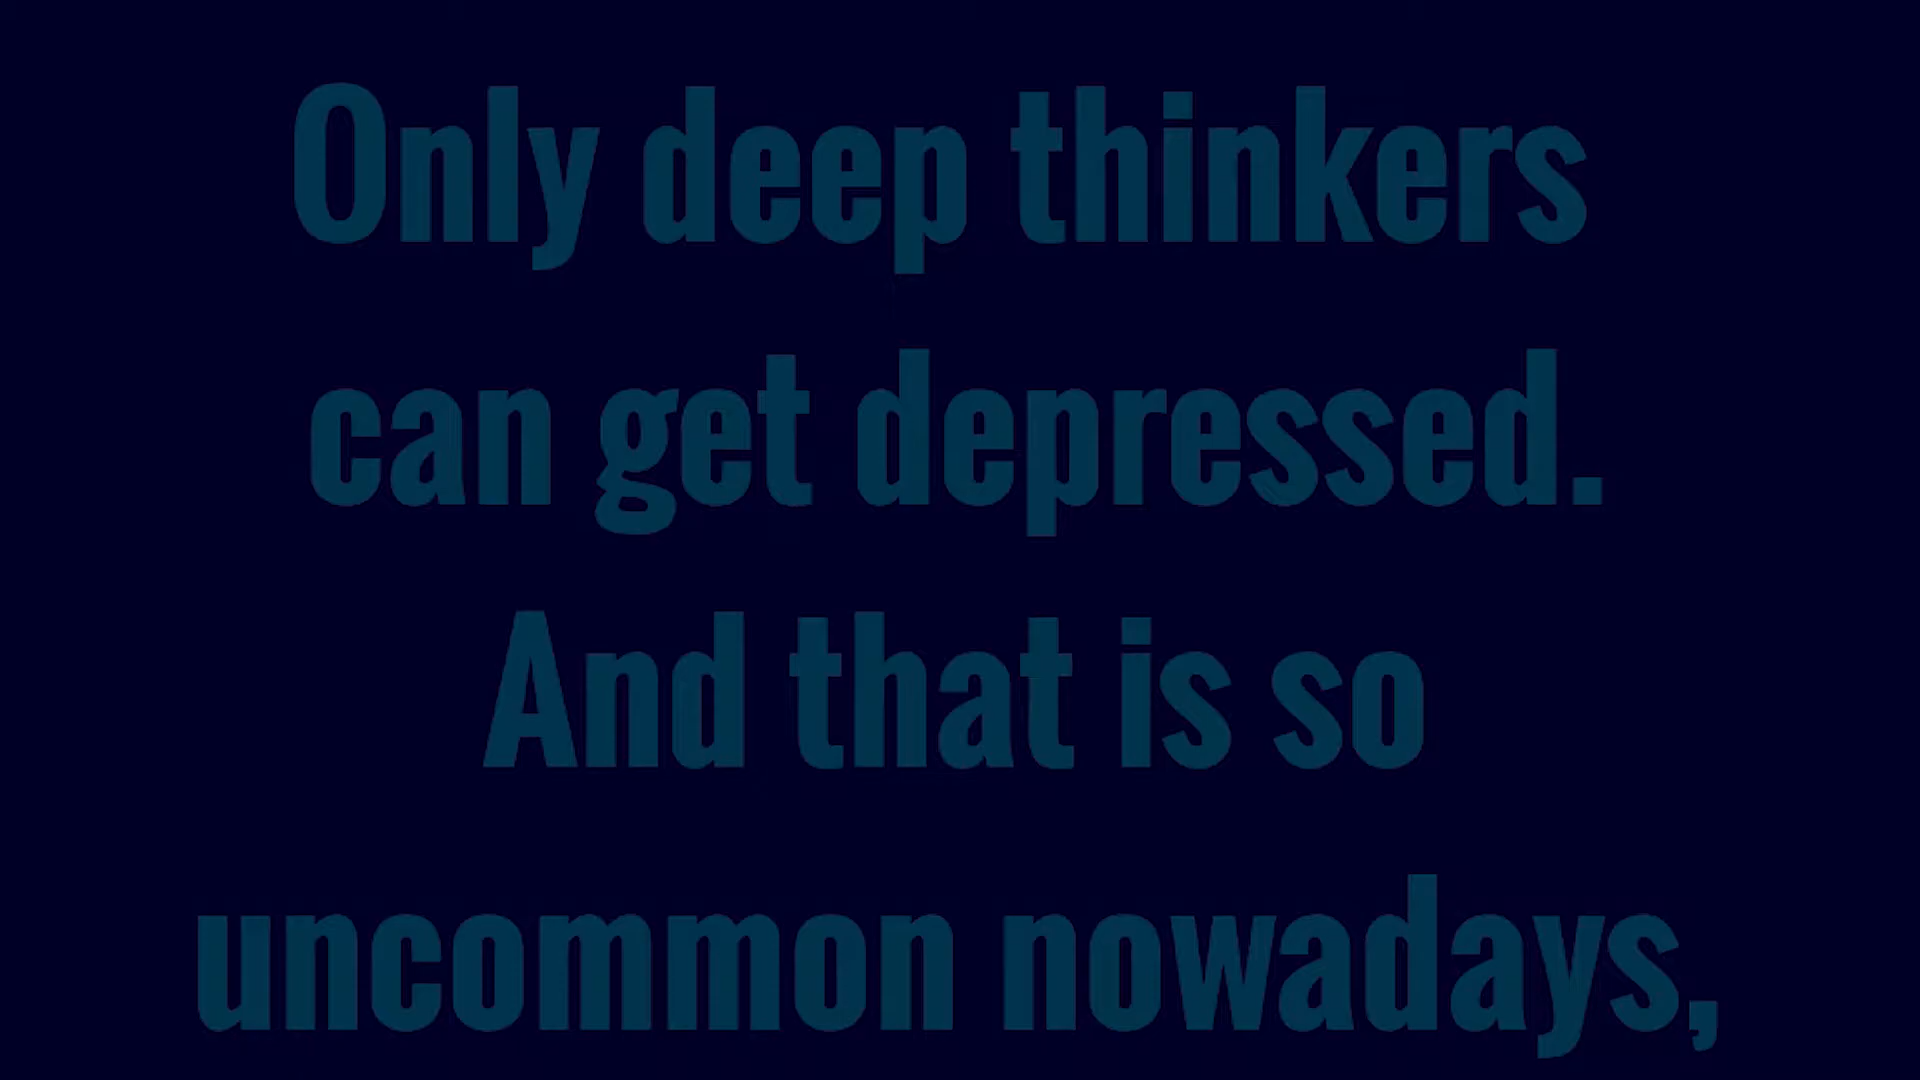 Only deep thinkers
can get depressed.
And that is so
uncommon nowadays,